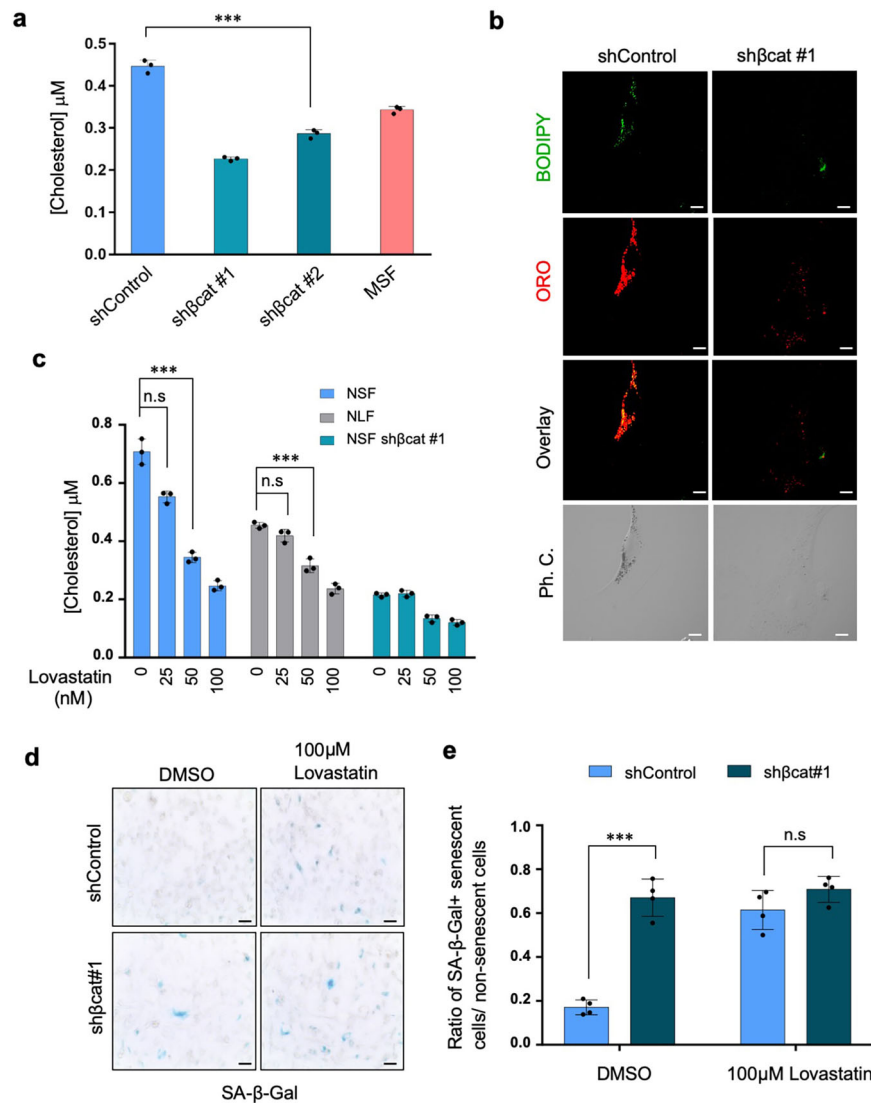 a
***
[Cholesterol] μM
0.5
0.4
0.3
0.2
0.1
0.0
shControl
shβcat #1
shβcat #2
MSF
b
shControl
shβcat #1
BODIPY
ORO
Overlay
Ph. C.
c
***
n.s
***
n.s
NSF
NLF
NSF shβcat #1
[Cholesterol] μM
0.8
0.6
0.4
0.2
0.0
Lovastatin
(nM)
0
25
50
100
0
25
50
100
0
25
50
100
d
DMSO
100μM
Lovastatin
shControl
shβcat#1
SA-β-Gal
e
shControl
shβcat#1
Ratio of SA-β-Gal+ senescent
cells/ non-senescent cells
1.0
0.8
0.6
0.4
0.2
0.0
***
n.s
DMSO
100μM Lovastatin